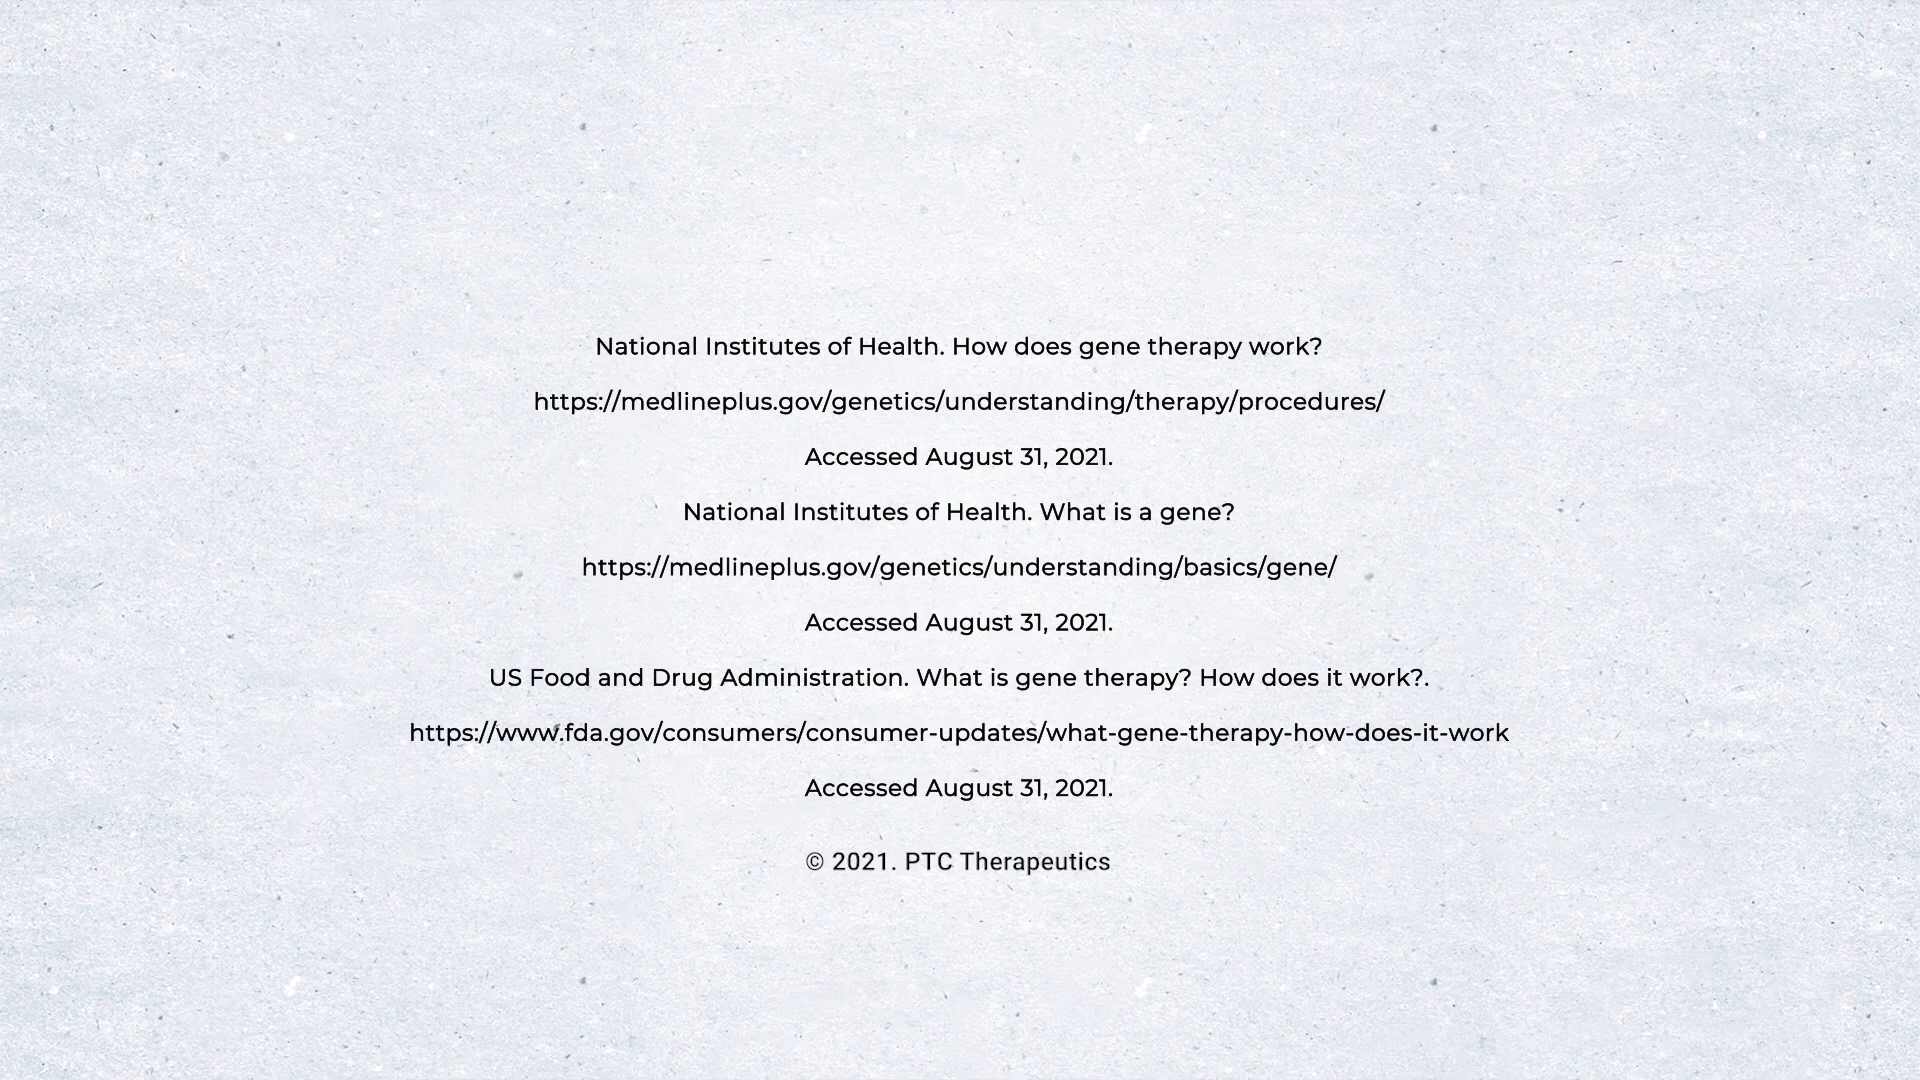 National Institutes of Health. How does gene therapy work?
https://medlineplus.gov/genetics/understanding/therapy/procedures/
Accessed August 31, 2021.
National Institutes of Health. What is a gene?
https://medlineplus.gov/genetics/understanding/basics/gene/
Accessed August 31, 2021.
US Food and Drug Administration. What is gene therapy? How does it work?.
https://www.fda.gov/consumers/consumer-updates/what-gene-therapy-how-does-it-work
Accessed August 31, 2021.
© 2021. PTC Therapeutics